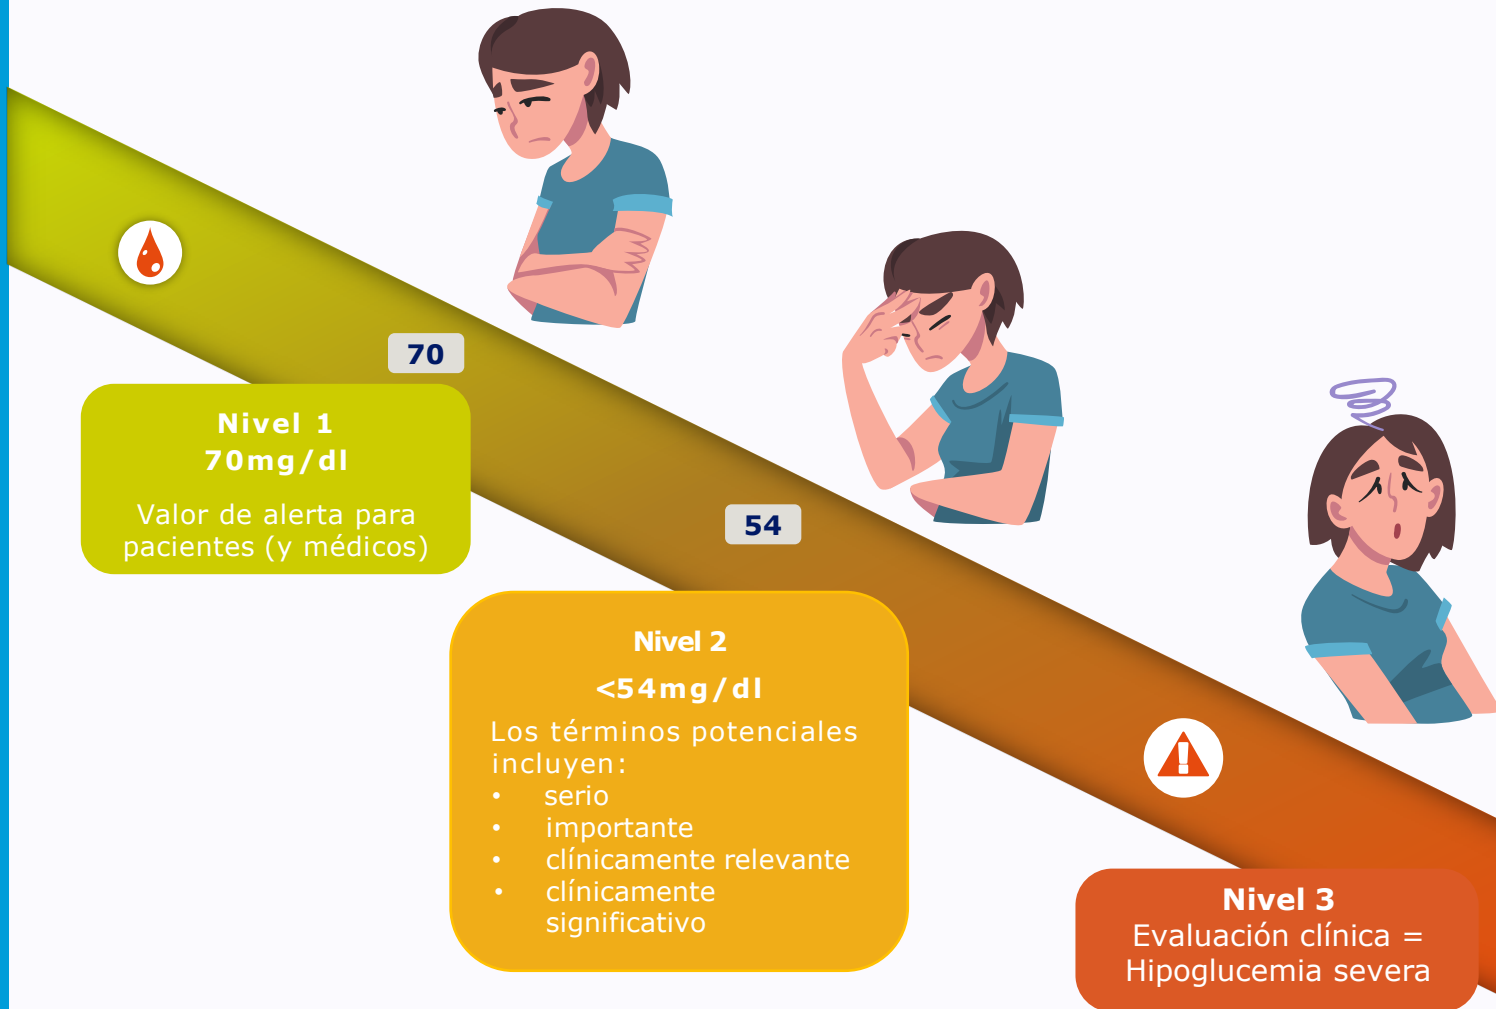 70
Nivel 1
70mg/dl
Valor de alerta para
pacientes (y médicos)
54
Nivel 2
<54mg/dl
Los términos potenciales
incluyen:
• serio
• importante
• clínicamente relevante
• clínicamente
significativo
Nivel 3
Evaluación clínica =
Hipoglucemia severa